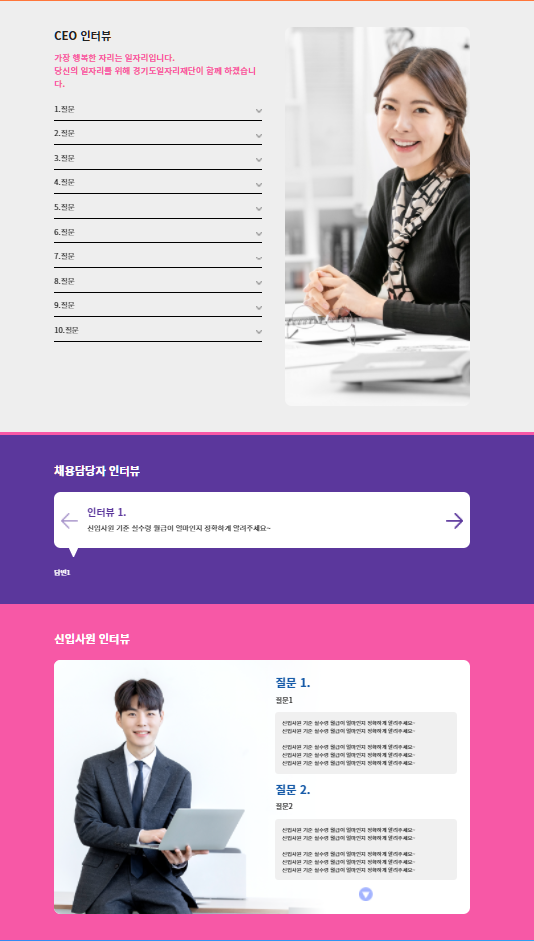 CEO 인터뷰
가장 행복한 자리는 일자리입니다.
당신의 일자리를 위해 경기도일자리재단이 함께 하겠습니
다.
1.질문
2.질문
3.질문
4.질문
5.질문
6.질문
7.질문
8.질문
9.질문
10.질문
채용담당자 인터뷰
인터뷰 1.
신입사원 기준 실수령 월급이 얼마인지 정확하게 알려주세요~
답변1
신입사원 인터뷰
질문 1.
질문1
신입사원 기준 실수령 월급이 얼마인지 정확하게 알려주세요~
신입사원 기준 실수령 월급이 얼마인지 정확하게 알려주세요~
신입사원 기준 실수령 월급이 얼마인지 정확하게 알려주세요~
신입사원 기준 실수령 월급이 얼마인지 정확하게 알려주세요~
신입사원 기준 실수령 월급이 얼마인지 정확하게 알려주세요~
질문 2.
질문2
신입사원 기준 실수령 월급이 얼마인지 정확하게 알려주세요~
신입사원 기준 실수령 월급이 얼마인지 정확하게 알려주세요~
신입사원 기준 실수령 월급이 얼마인지 정확하게 알려주세요~
신입사원 기준 실수령 월급이 얼마인지 정확하게 알려주세요~
신입사원 기준 실수령 월급이 얼마인지 정확하게 알려주세요~